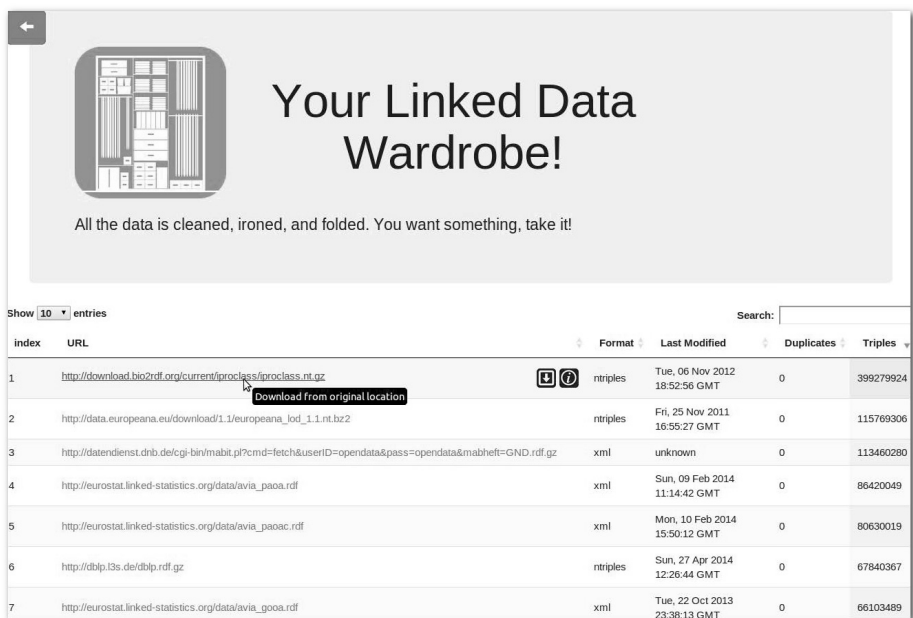 Your Linked Data
Wardrobe!
All the data is cleaned, ironed, and folded. You want something, take it!
Show 10 entries
Search:
index URL Format Last Modified Duplicates Triples
1 http://download.bio2rdf.org/current/iproclass/iproclass.nt.gz ntriples Tue, 06 Nov 2012 18:52:56 GMT 0 399279924
Download from original location
2 http://data.europeana.eu/download/1.1/europeana_lod_1.1.nt.bz2 ntriples Fri, 25 Nov 2011 16:55:27 GMT 0 115769306
3 http://datendienst.dnb.de/cgi-bin/mabit.pl?cmd=fetch&userID=opendata&pass=opendata&mabheft=GND.rdf.gz xml unknown 0 113460280
4 http://eurostat.linked-statistics.org/data/avia_paoa.rdf xml Sun, 09 Feb 2014 11:14:42 GMT 0 86420049
5 http://eurostat.linked-statistics.org/data/avia_paoac.rdf xml Mon, 10 Feb 2014 15:50:12 GMT 0 80630019
6 http://dblp.l3s.de/dblp.rdf.gz ntriples Sun, 27 Apr 2014 12:26:44 GMT 0 67840367
7 http://eurostat.linked-statistics.org/data/avia_gooa.rdf xml Tue, 22 Oct 2013 23:38:13 GMT 0 66103489